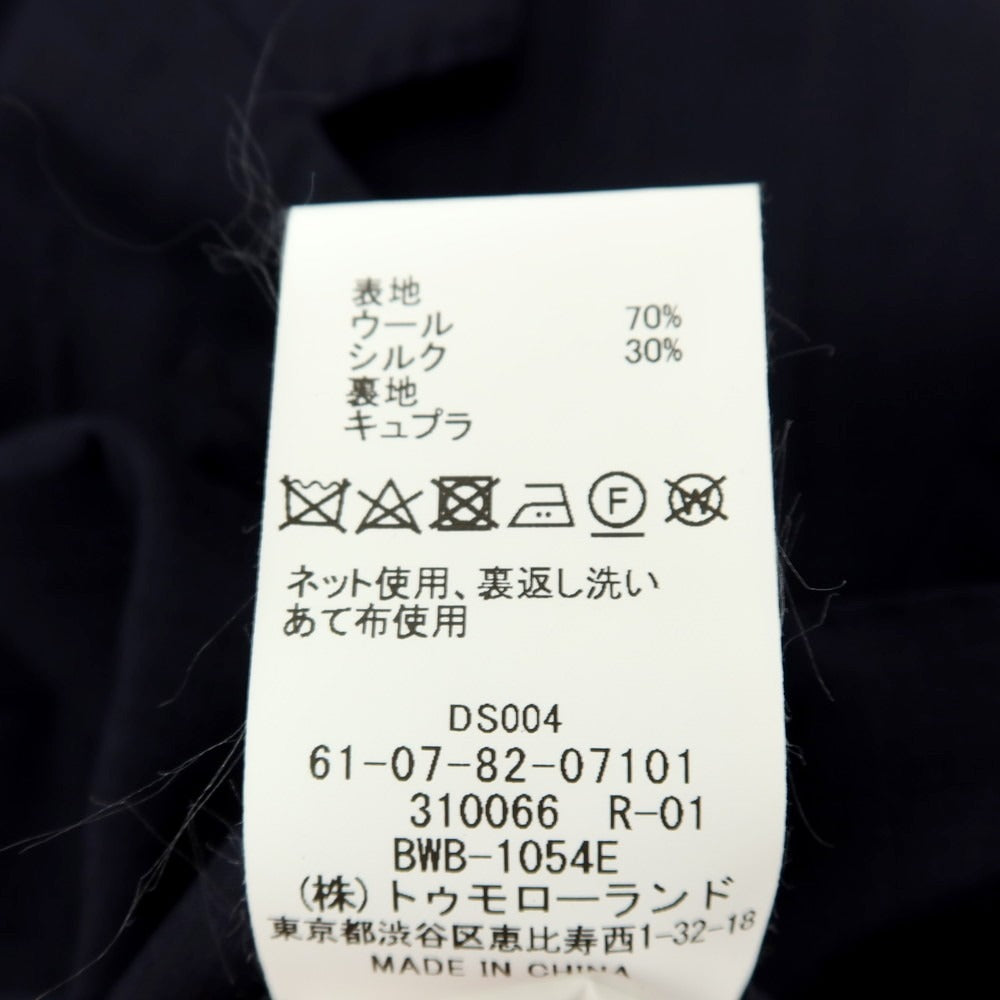 表地
ウール 70%
シルク 30%
裏地
キュプラ
F W
ネット使用、裏返し洗い
あて布使用
DS004
61-07-82-07101
310066 R-01
BWB-1054E
(株)トゥモローランド
東京都渋谷区恵比寿西1-32-18
MADE IN CHINA